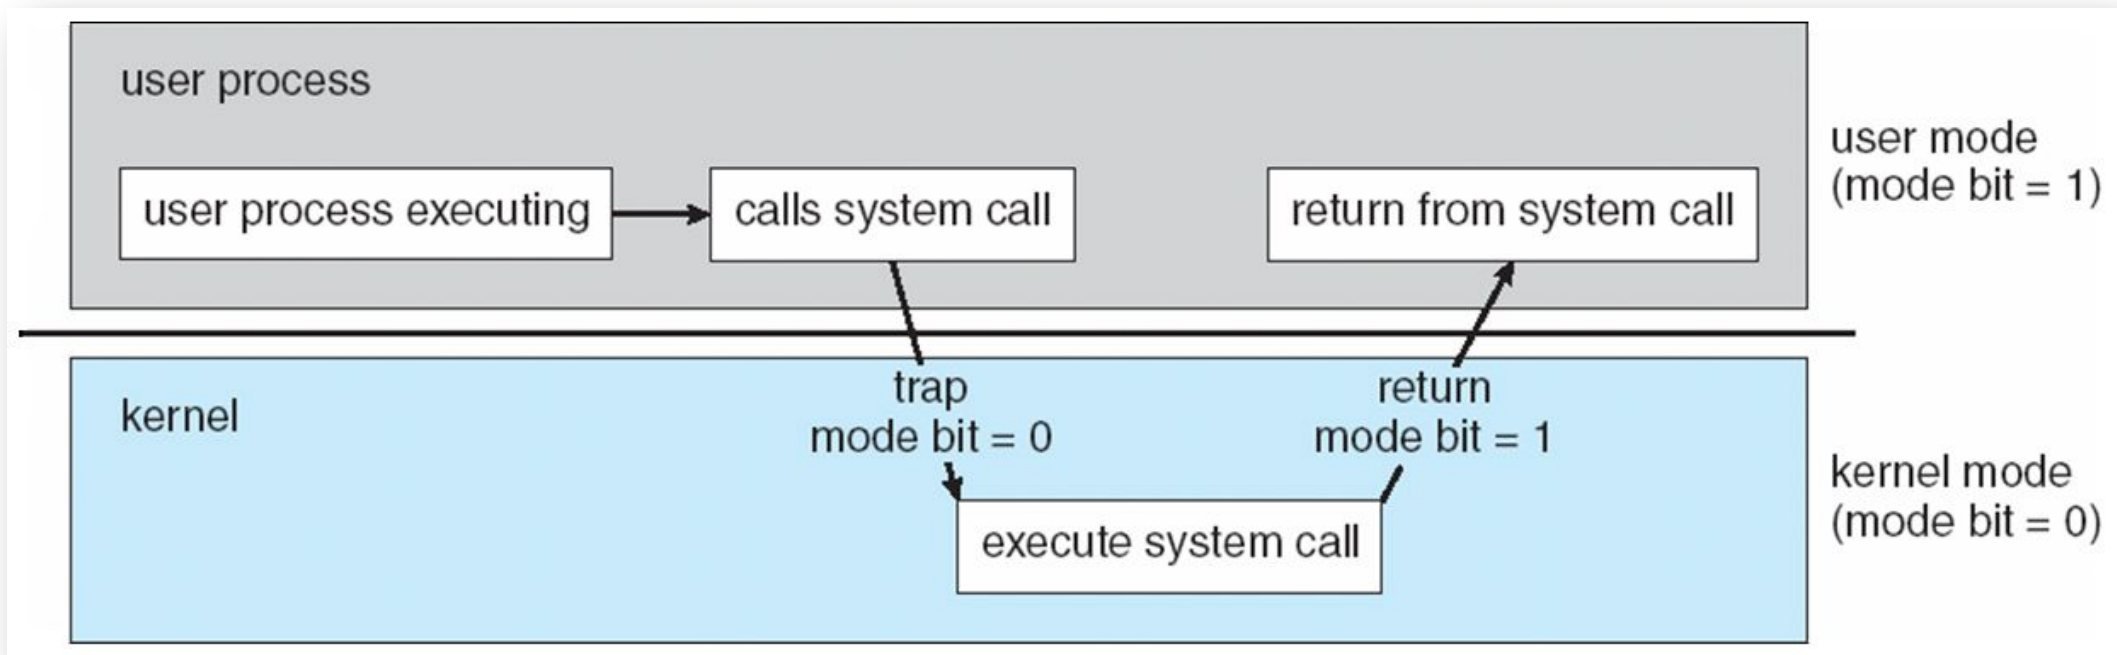 user process
user process executing
calls system call
return from system call
user mode
(mode bit = 1)
kernel
trap
mode bit = 0
return
mode bit = 1
execute system call
kernel mode
(mode bit = 0)